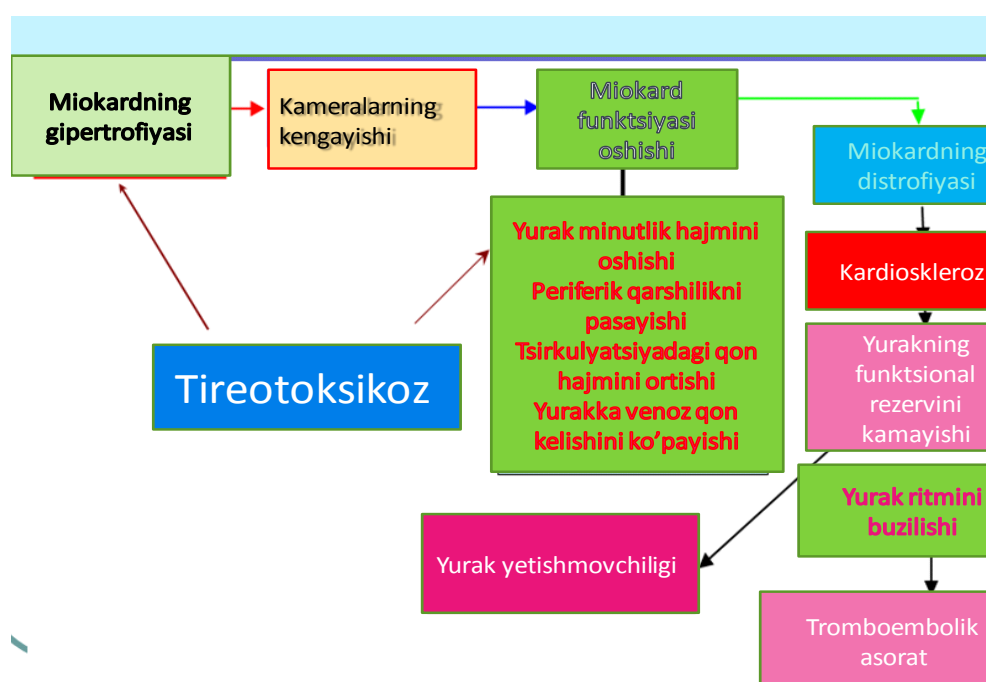 Miokardning
gipertrofiyasi
Kameralarning
kengayishi
Miokard
funktsiyasi
oshishi
Miokardning
distrofiyasi
Yurak minutlik hajmini
oshishi
Periferik qarshilikni
pasayishi
Tsirkulyatsiyadagi qon
hajmini ortishi
Yurakka venoz qon
kelishini ko’payishi
Kardioskleroz
Tireotoksikoz
Yurakning
funktsional
rezervini
kamayishi
Yurak ritmini
buzilishi
Yurak yetishmovchiligi
Tromboembolik
asorat